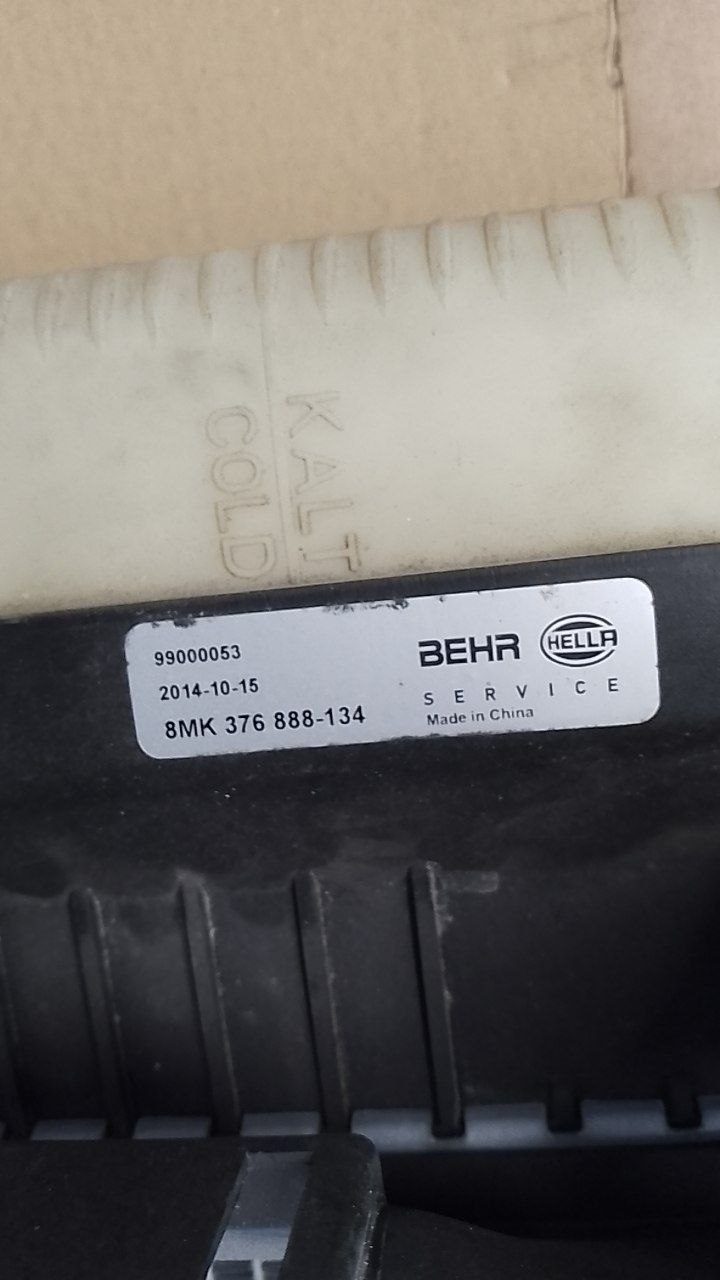 KALT
COLD
99000053
2014-10-15
8MK 376 888-134
BEHR HELLA
SERVICE
Made in China